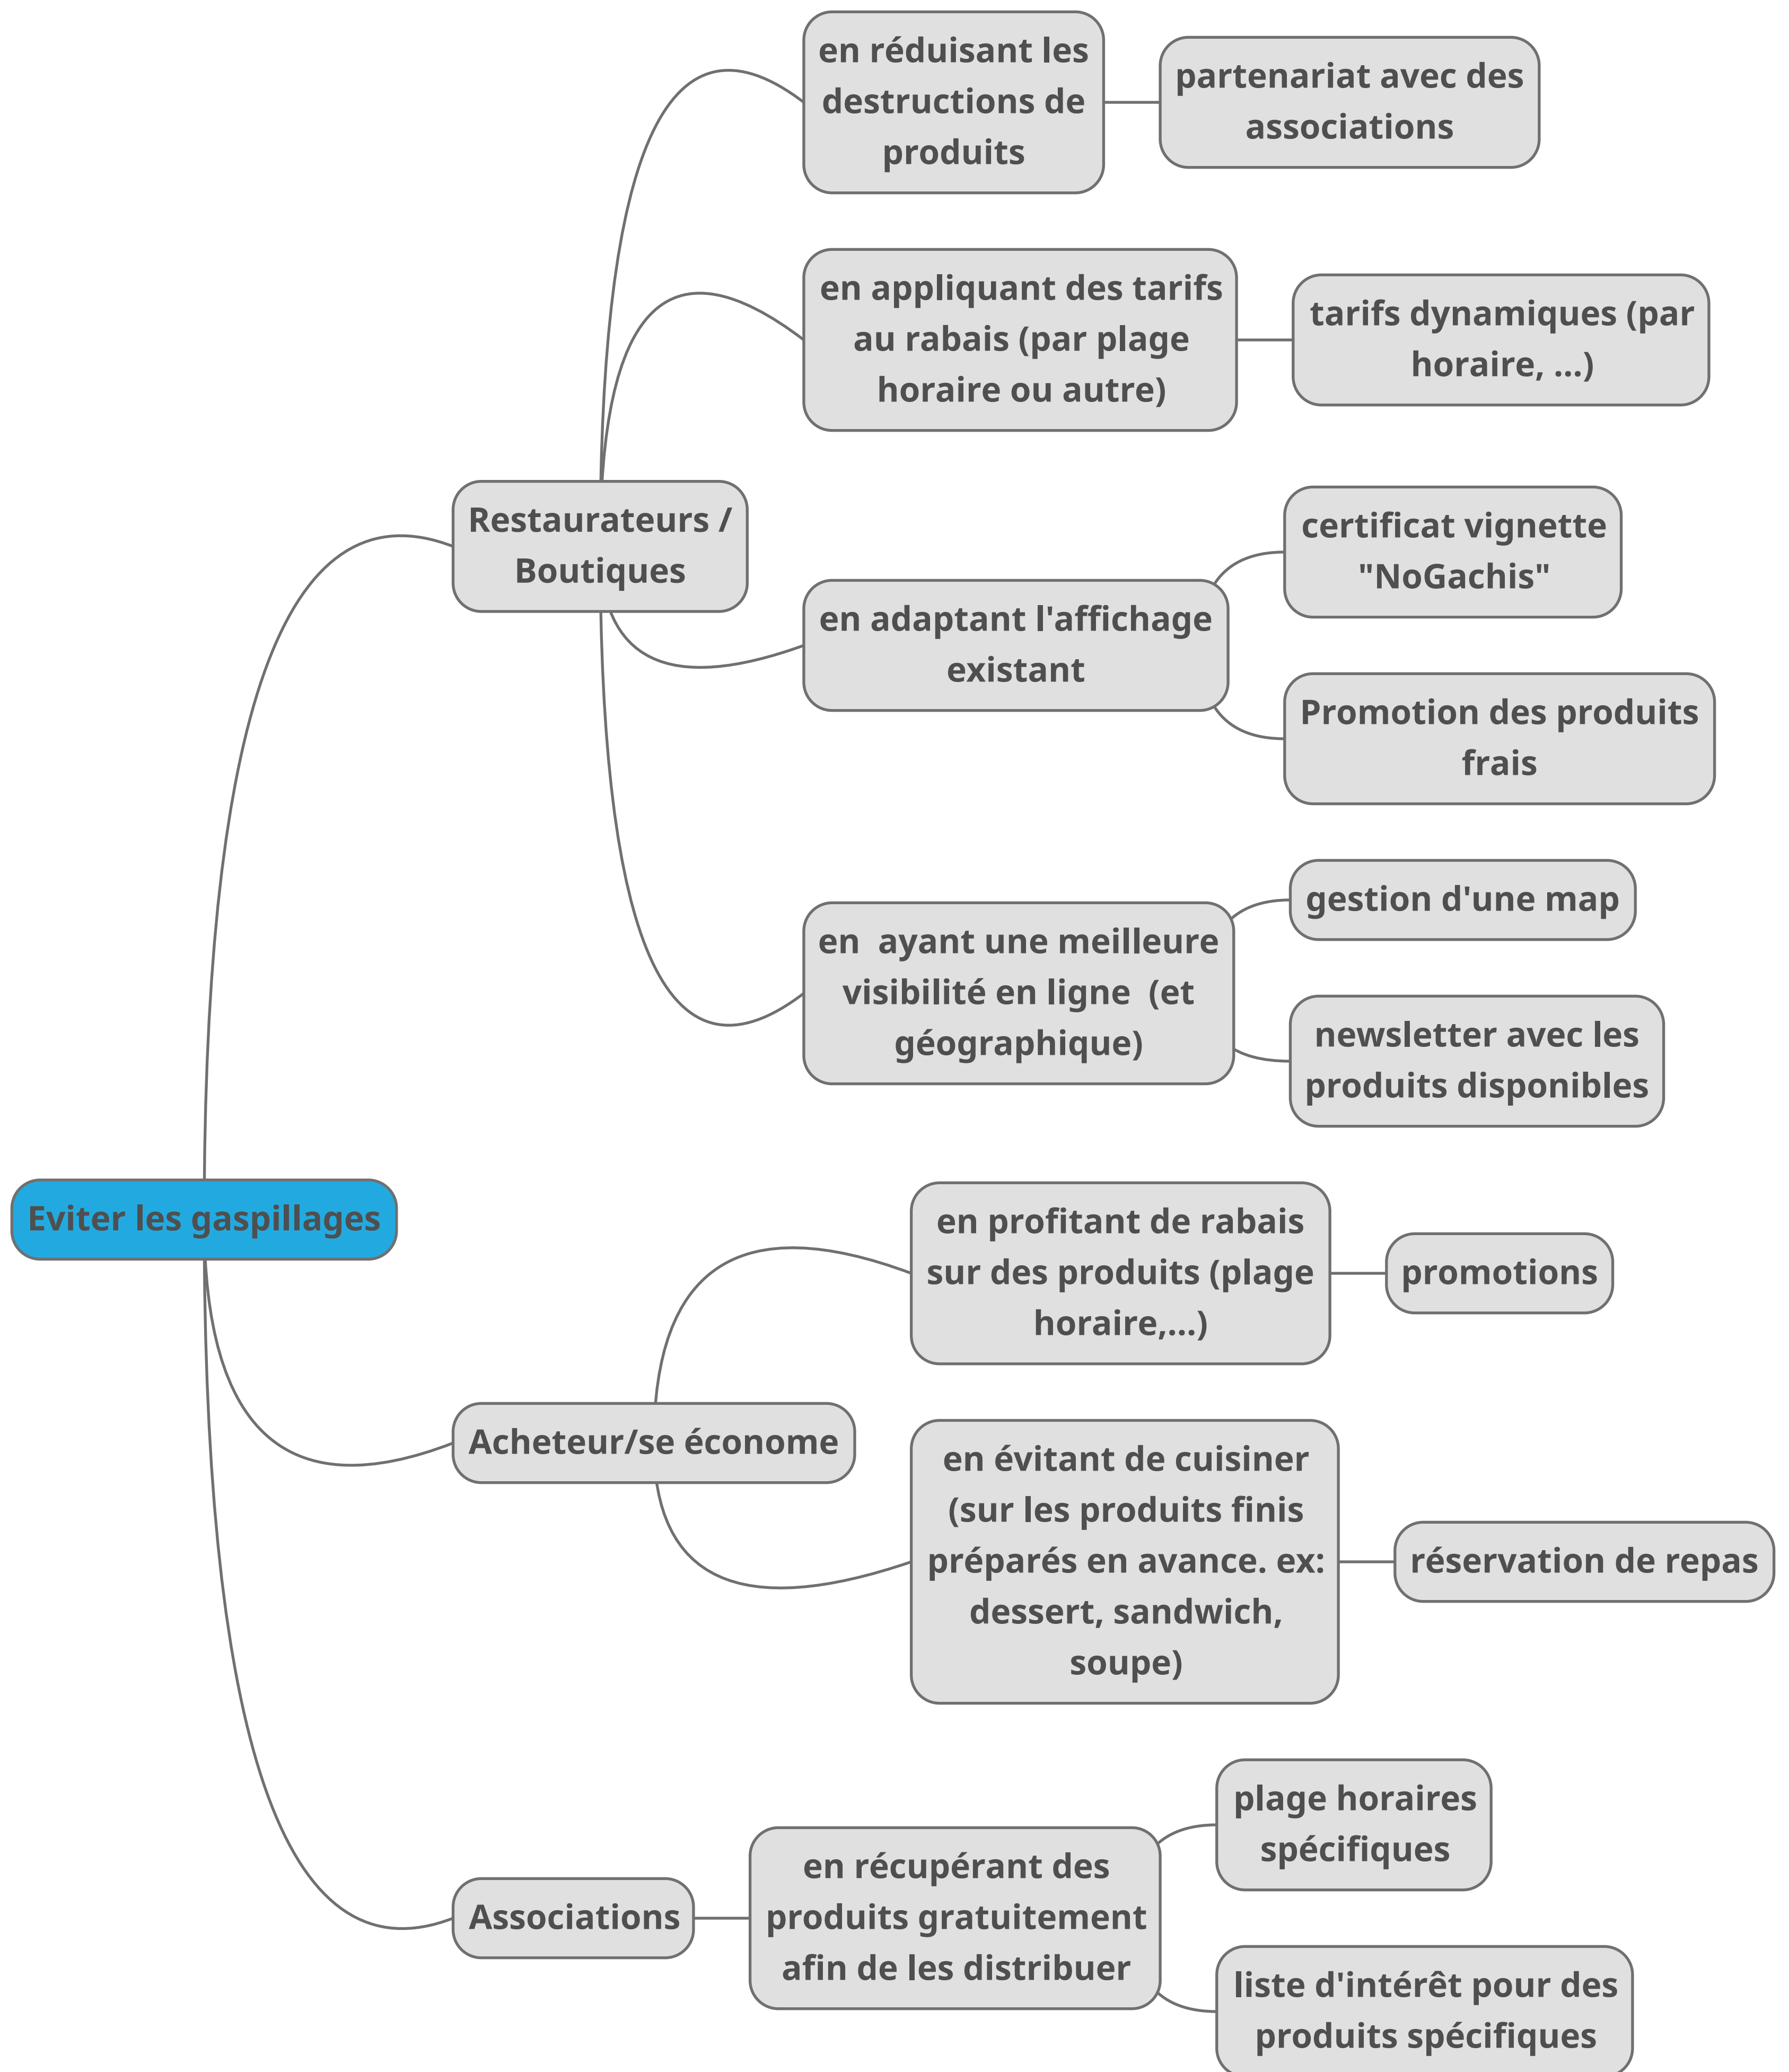 en réduisant les
destructions de
produits
partenariat avec des
associations
en appliquant des tarifs
au rabais (par plage
horaire ou autre)
tarifs dynamiques (par
horaire, ...)
Restaurateurs /
Boutiques
certificat vignette
"NoGachis"
en adaptant l'affichage
existant
Promotion des produits
frais
gestion d'une map
en  ayant une meilleure
visibilité en ligne  (et
géographique)
newsletter avec les
produits disponibles
Eviter les gaspillages
en profitant de rabais
sur des produits (plage
horaire,...)
promotions
Acheteur/se économe
en évitant de cuisiner
(sur les produits finis
préparés en avance. ex:
dessert, sandwich,
soupe)
réservation de repas
plage horaires
spécifiques
Associations
en récupérant des
produits gratuitement
afin de les distribuer
liste d'intérêt pour des
produits spécifiques